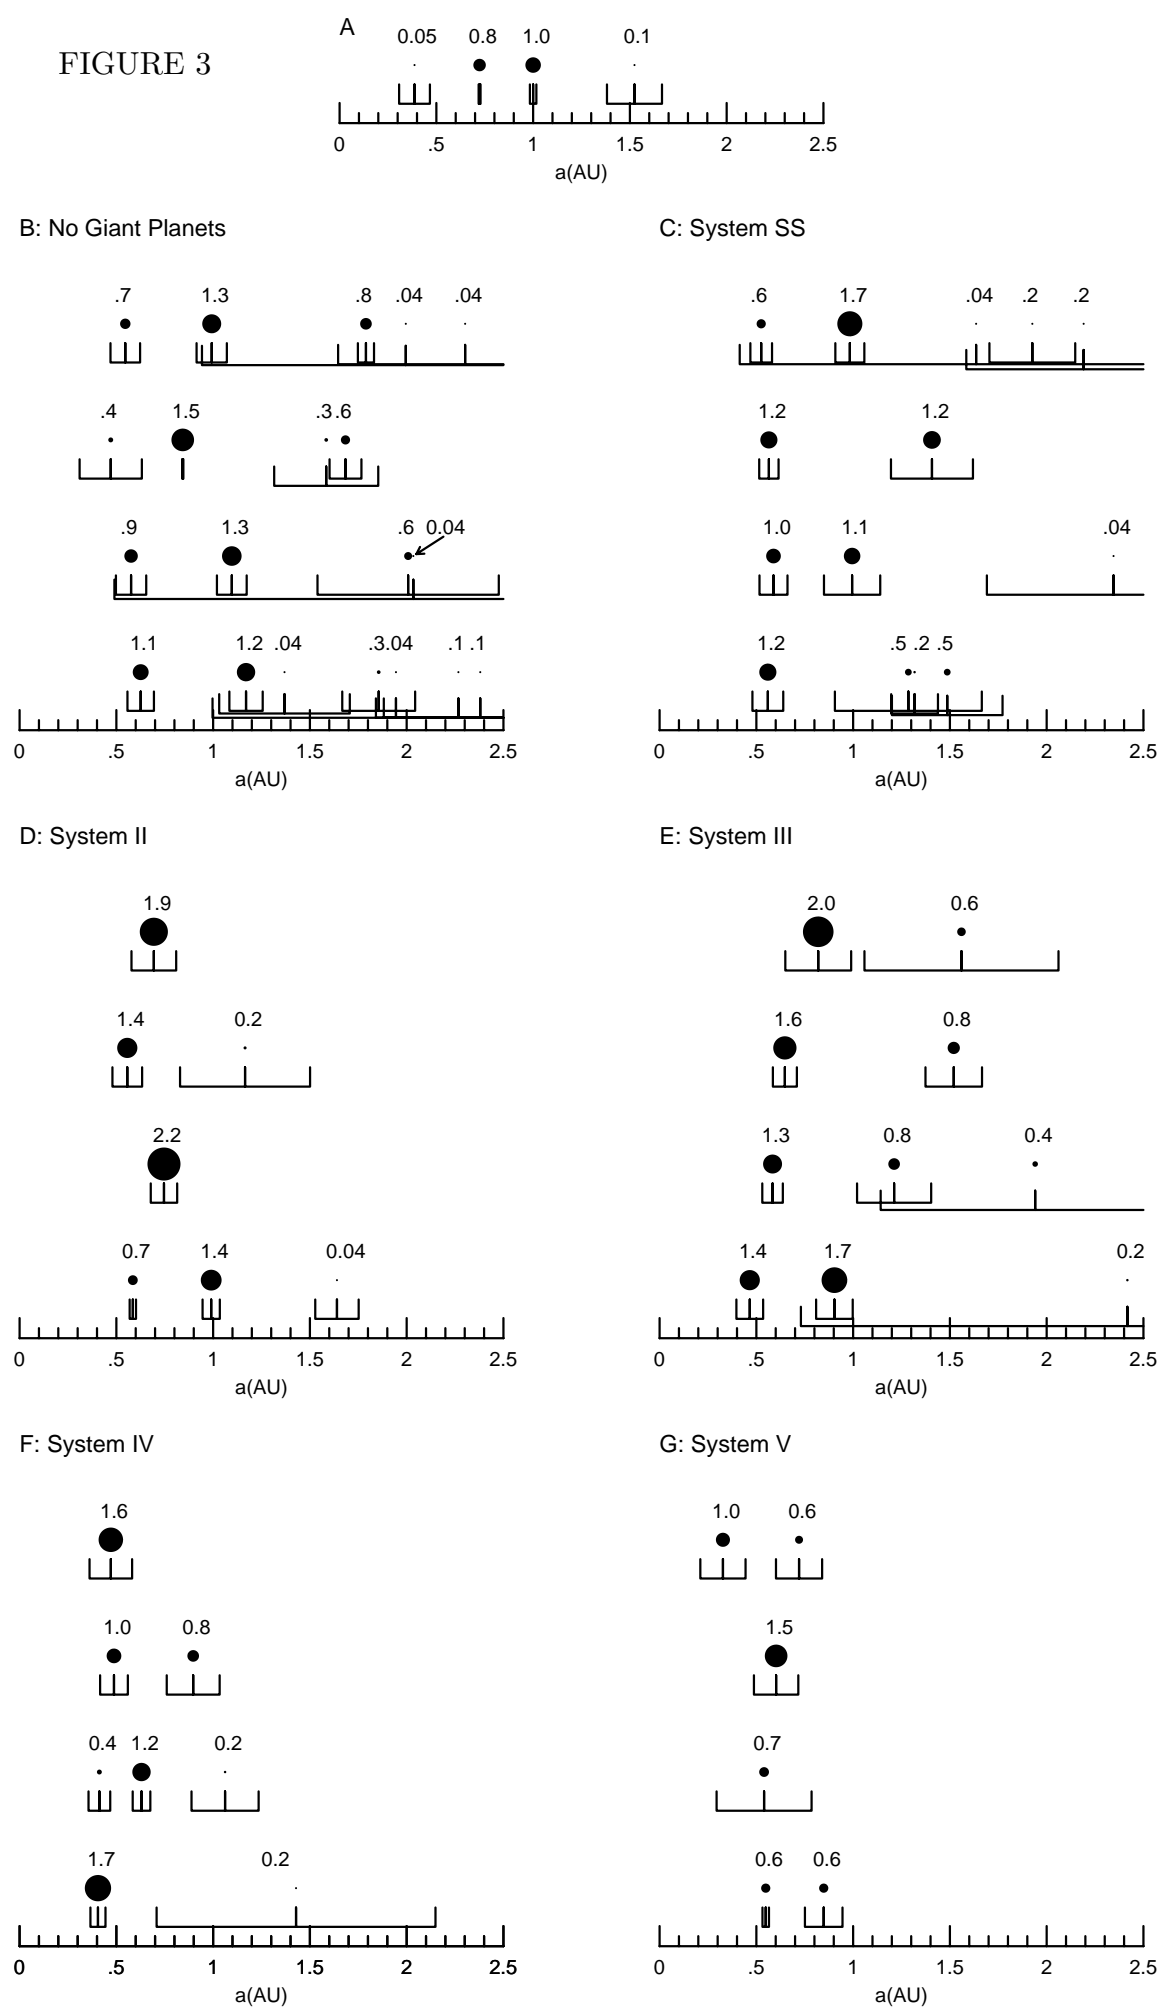 A
0.05 0.8 1.0 0.1
FIGURE 3
0 .5 1 1.5 2 2.5
a(AU)
B: No Giant Planets
.7 1.3 .8 .04 .04
.4 1.5 .3 .6
.9 1.3 .6 0.04
1.1 1.2 .04 .3 .04 .1 .1
0 .5 1 1.5 2 2.5
a(AU)
C: System SS
.6 1.7 .04 .2 .2
1.2 1.2
1.0 1.1 .04
1.2 .5 .2 .5
0 .5 1 1.5 2 2.5
a(AU)
D: System II
1.9
1.4 0.2
2.2
0.7 1.4 0.04
0 .5 1 1.5 2 2.5
a(AU)
E: System III
2.0 0.6
1.6 0.8
1.3 0.8 0.4
1.4 1.7 0.2
0 .5 1 1.5 2 2.5
a(AU)
F: System IV
1.6
1.0 0.8
0.4 1.2 0.2
1.7 0.2
0 .5 1 1.5 2 2.5
a(AU)
G: System V
1.0 0.6
1.5
0.7
0.6 0.6
0 .5 1 1.5 2 2.5
a(AU)